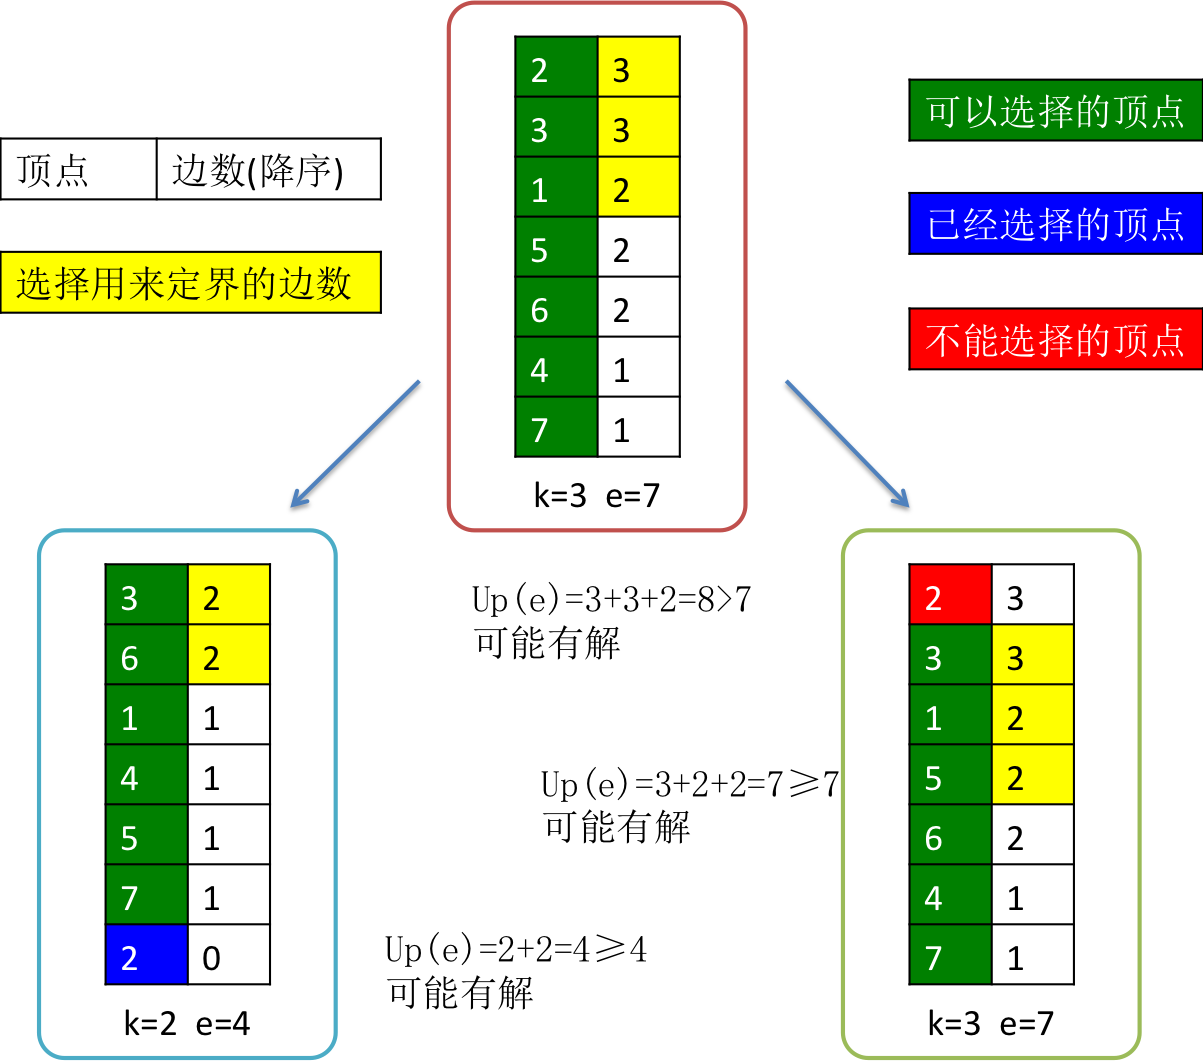 2 3
3 3
1 2
5 2
6 2
4 1
7 1
k=3 e=7
顶点 边数(降序)
选择用来定界的边数
可以选择的顶点
已经选择的顶点
不能选择的顶点
3 2
6 2
1 1
4 1
5 1
7 1
2 0
k=2 e=4
Up(e)=3+3+2=8>7
可能有解
Up(e)=3+2+2=7≥7
可能有解
Up(e)=2+2=4≥4
可能有解
2 3
3 3
1 2
5 2
6 2
4 1
7 1
k=3 e=7